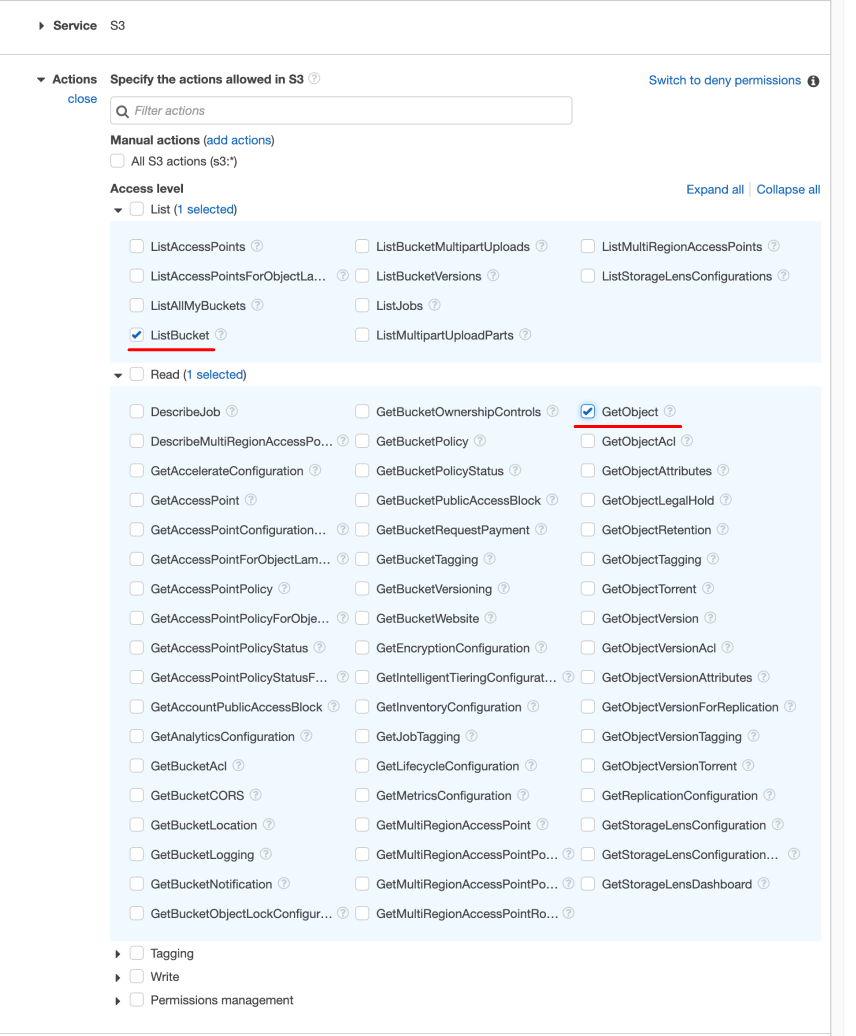 Service S3
Actions Specify the actions allowed in S3 ? Switch to deny permissions i
close
Filter actions
Manual actions (add actions)
All S3 actions (s3:*)
Access level Expand all Collapse all
List (1 selected)
ListAccessPoints ? ListBucketMultipartUploads ? ListMultiRegionAccessPoints ?
ListAccessPointsForObjectLa... ? ListBucketVersions ? ListStorageLensConfigurations ?
ListAllMyBuckets ? ListJobs ?
ListBucket ? ListMultipartUploadParts ?
Read (1 selected)
DescribeJob ? GetBucketOwnershipControls ? GetObject ?
DescribeMultiRegionAccessPo... ? GetBucketPolicy ? GetObjectAcl ?
GetAccelerateConfiguration ? GetBucketPolicyStatus ? GetObjectAttributes ?
GetAccessPoint ? GetBucketPublicAccessBlock ? GetObjectLegalHold ?
GetAccessPointConfiguration... ? GetBucketRequestPayment ? GetObjectRetention ?
GetAccessPointForObjectLam... ? GetBucketTagging ? GetObjectTagging ?
GetAccessPointPolicy ? GetBucketVersioning ? GetObjectTorrent ?
GetAccessPointPolicyForObje... ? GetBucketWebsite ? GetObjectVersion ?
GetAccessPointPolicyStatus ? GetEncryptionConfiguration ? GetObjectVersionAcl ?
GetAccessPointPolicyStatusF... ? GetIntelligentTieringConfigurat... ? GetObjectVersionAttributes ?
GetAccountPublicAccessBlock ? GetInventoryConfiguration ? GetObjectVersionForReplication ?
GetAnalyticsConfiguration ? GetJobTagging ? GetObjectVersionTagging ?
GetBucketAcl ? GetLifecycleConfiguration ? GetObjectVersionTorrent ?
GetBucketCORS ? GetMetricsConfiguration ? GetReplicationConfiguration ?
GetBucketLocation ? GetMultiRegionAccessPoint ? GetStorageLensConfiguration ?
GetBucketLogging ? GetMultiRegionAccessPointPo... ? GetStorageLensConfiguration... ?
GetBucketNotification ? GetMultiRegionAccessPointPo... ? GetStorageLensDashboard ?
GetBucketObjectLockConfigur... ? GetMultiRegionAccessPointRo... ?
Tagging
Write
Permissions management